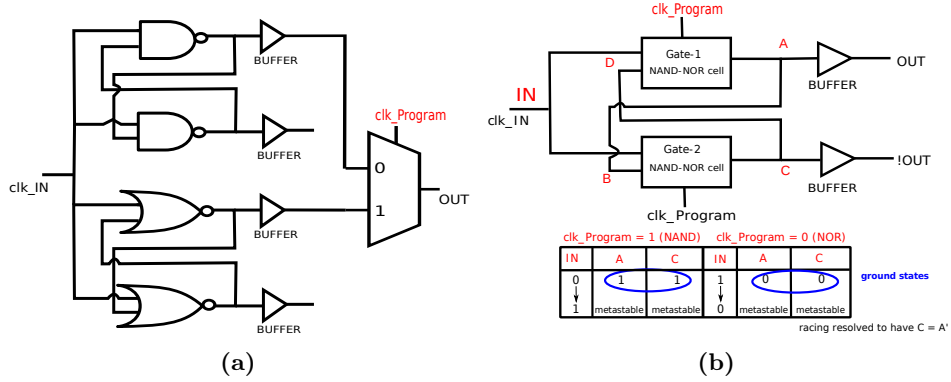 BUFFER
clk_IN
BUFFER
clk_Program
0
1
OUT
BUFFER
BUFFER
(a)
clk_Program
Gate-1
NAND-NOR cell
D
A
BUFFER
OUT
IN
clk_IN
Gate-2
NAND-NOR cell
B
C
BUFFER
!OUT
clk_Program
clk_Program = 1 (NAND) clk_Program = 0 (NOR)
IN A C IN A C
0 1 1 1 0 0
ground states
1 metastable metastable 0 metastable metastable
racing resolved to have C = A'
(b)